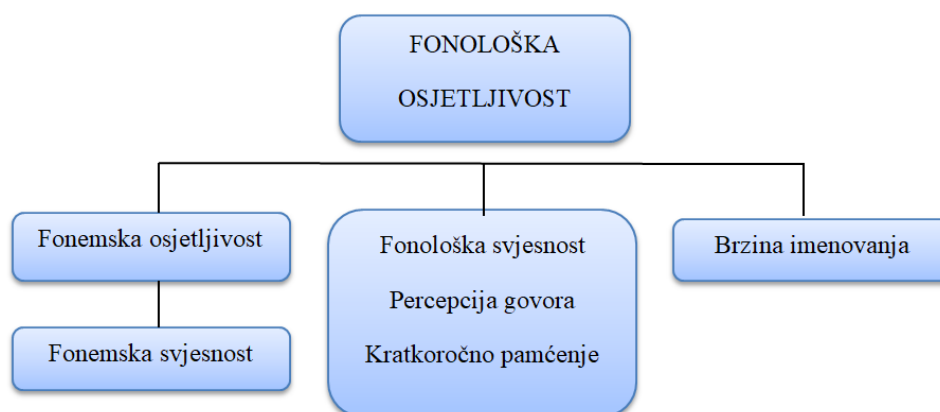 FONOLOŠKA
OSJETLJIVOST
Fonemska osjetljivost
Fonemska svjesnost
Fonološka svjesnost
Percepcija govora
Kratkoročno pamćenje
Brzina imenovanja